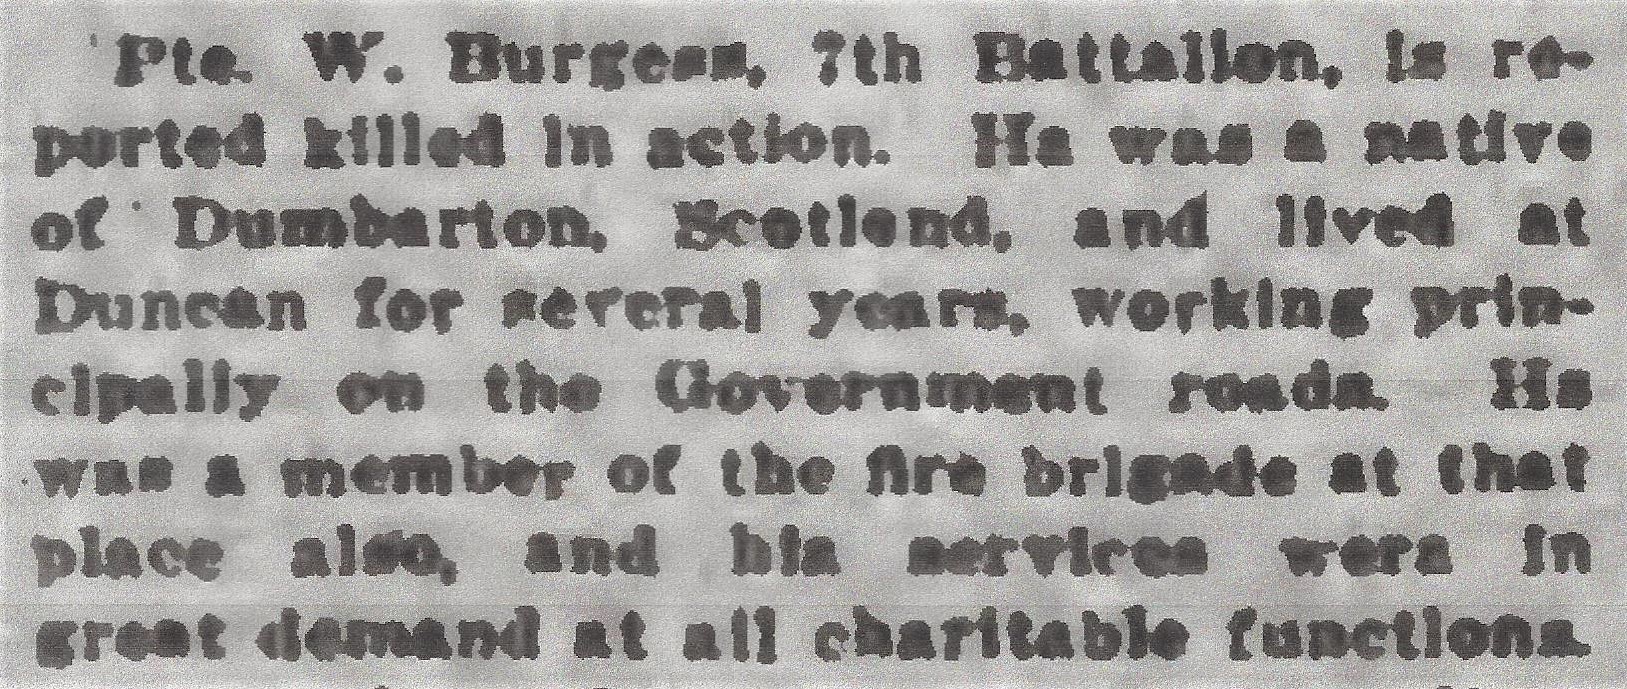 Pte. W. Burgess, 7th Battalion, is re-
ported killed in action. He was a native
of Dumbarton, Scotland, and lived at
Duncan for several years, working prin-
cipally on the Government roads. He
was a member of the fire brigade at that
place also, and his services were in
great demand at all charitable functions.